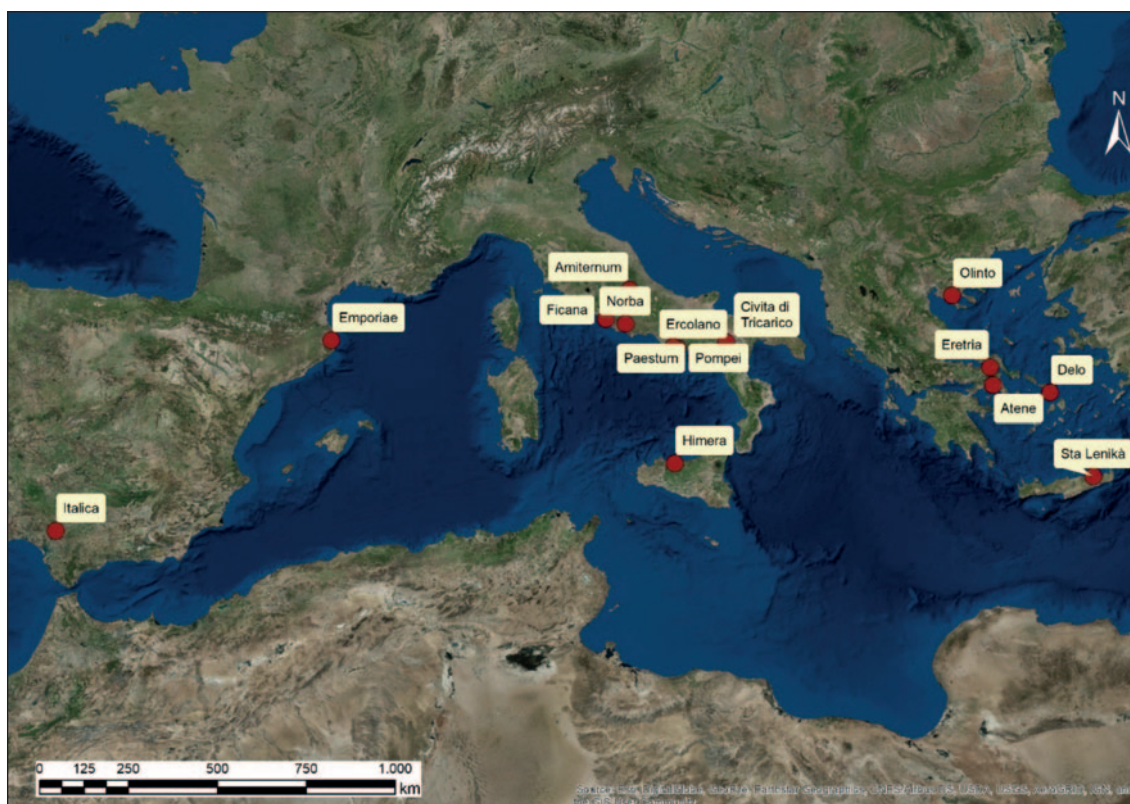 N
Amiternum
Olinto
Ficana
Norba
Emporiae
Ercolano
Civita di
Tricarico
Paestum
Pompei
Eretria
Delo
Atene
Himera
Sta Lenikà
Italica
0 125 250 500 750 1.000
km